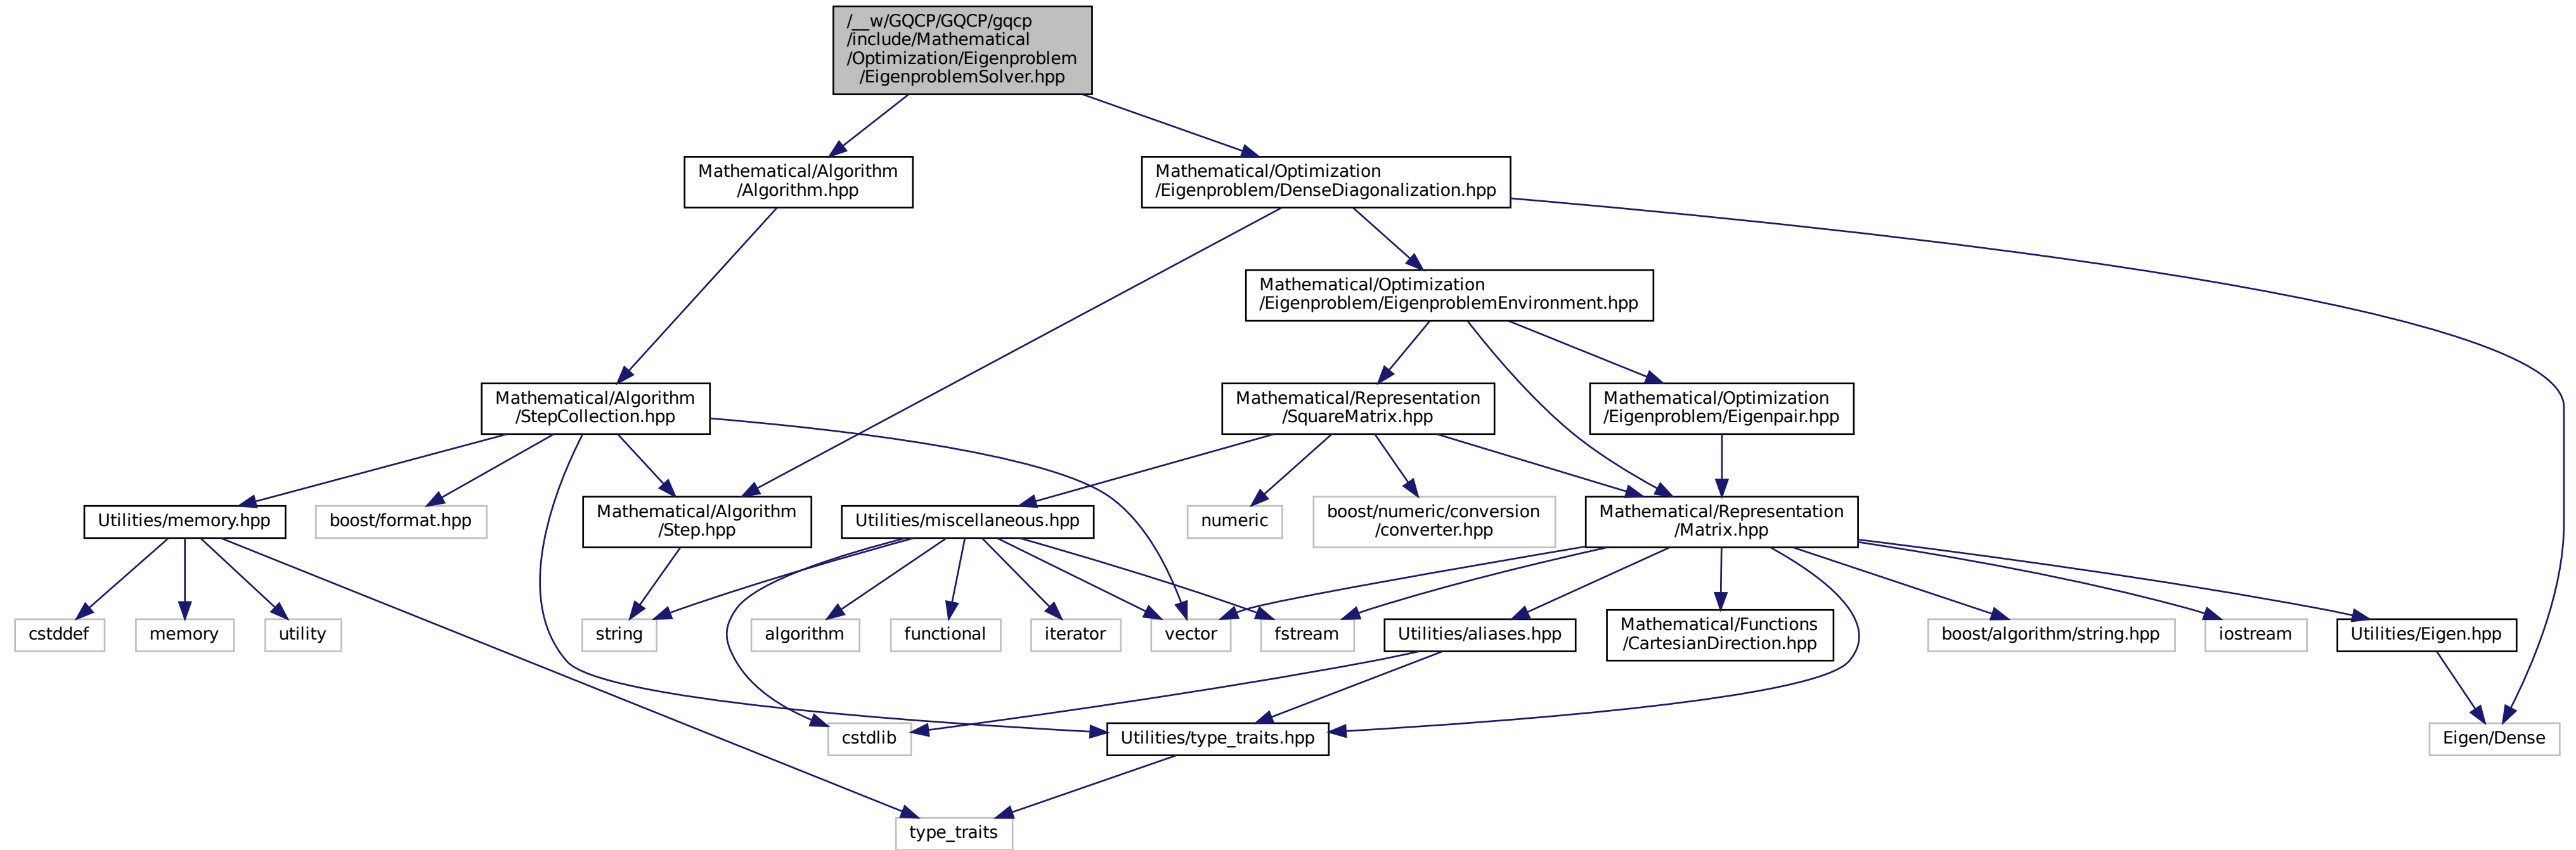 /__w/GQCP/GQCP/gqcp
/include/Mathematical
/Optimization/Eigenproblem
/EigenproblemSolver.hpp
Mathematical/Algorithm
/Algorithm.hpp
Mathematical/Optimization
/Eigenproblem/DenseDiagonalization.hpp
Mathematical/Optimization
/Eigenproblem/EigenproblemEnvironment.hpp
Mathematical/Algorithm
/StepCollection.hpp
Mathematical/Representation
/SquareMatrix.hpp
Mathematical/Optimization
/Eigenproblem/Eigenpair.hpp
Utilities/memory.hpp
boost/format.hpp
Mathematical/Algorithm
/Step.hpp
Utilities/miscellaneous.hpp
numeric
boost/numeric/conversion
/converter.hpp
Mathematical/Representation
/Matrix.hpp
cstddef
memory
utility
string
algorithm
functional
iterator
vector
fstream
Utilities/aliases.hpp
Mathematical/Functions
/CartesianDirection.hpp
boost/algorithm/string.hpp
iostream
Utilities/Eigen.hpp
cstdlib
Utilities/type_traits.hpp
Eigen/Dense
type_traits